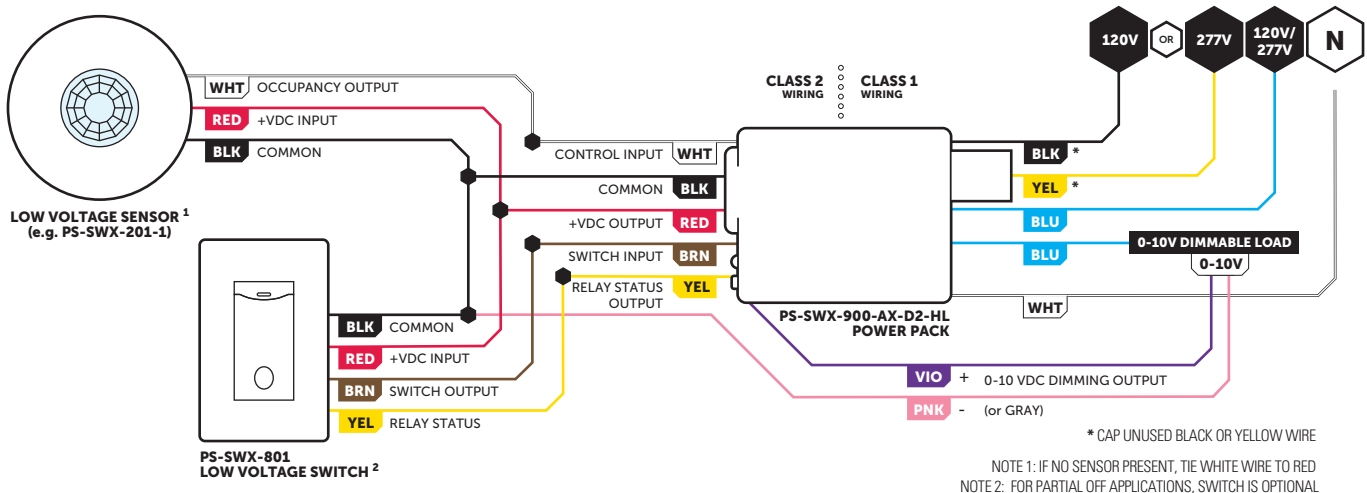 120V
OR
277V
120V/
277V
N
CLASS 2
WIRING
CLASS 1
WIRING
WHT OCCUPANCY OUTPUT
RED +VDC INPUT
BLK COMMON
LOW VOLTAGE SENSOR 1
(e.g. PS-SWX-201-1)
CONTROL INPUT WHT
COMMON BLK
+VDC OUTPUT RED
SWITCH INPUT BRN
RELAY STATUS YEL
OUTPUT
BLK *
YEL *
BLU
BLU
0-10V DIMMABLE LOAD
0-10V
WHT
PS-SWX-900-AX-D2-HL
POWER PACK
BLK COMMON
RED +VDC INPUT
BRN SWITCH OUTPUT
YEL RELAY STATUS
PS-SWX-801
LOW VOLTAGE SWITCH 2
VIO + 0-10 VDC DIMMING OUTPUT
PNK - (or GRAY)
* CAP UNUSED BLACK OR YELLOW WIRE
NOTE 1: IF NO SENSOR PRESENT, TIE WHITE WIRE TO RED
NOTE 2: FOR PARTIAL OFF APPLICATIONS, SWITCH IS OPTIONAL